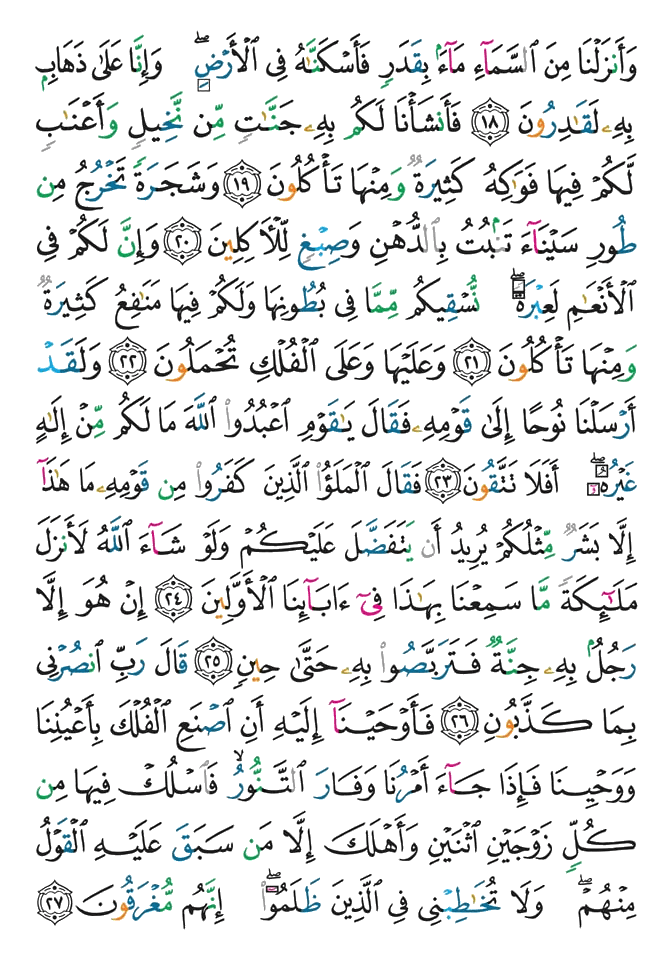 وَأَنزَلْنَا مِنَ ٱلسَّمَآءِ مَآءًۢ بِقَدَرٍ فَأَسْكَنَّٰهُ فِى ٱلْأَرْضِ ۖ وَإِنَّا عَلَىٰ ذَهَابٍۭ
بِهِۦ لَقَٰدِرُونَ ١٨ فَأَنشَأْنَا لَكُم بِهِۦ جَنَّٰتٍ مِّن نَّخِيلٍ وَأَعْنَٰبٍ
لَّكُمْ فِيهَا فَوَٰكِهُ كَثِيرَةٌ وَمِنْهَا تَأْكُلُونَ ١٩ وَشَجَرَةً تَخْرُجُ مِن
طُورِ سَيْنَآءَ تَنۢبُتُ بِٱلدُّهْنِ وَصِبْغٍ لِّلْـَٔاكِلِينَ ٢٠ وَإِنَّ لَكُمْ فِى
ٱلْأَنْعَٰمِ لَعِبْرَةً ۖ نُّسْقِيكُم مِّمَّا فِى بُطُونِهَا وَلَكُمْ فِيهَا مَنَٰفِعُ كَثِيرَةٌ
وَمِنْهَا تَأْكُلُونَ ٢١ وَعَلَيْهَا وَعَلَى ٱلْفُلْكِ تُحْمَلُونَ ٢٢ وَلَقَدْ
أَرْسَلْنَا نُوحًا إِلَىٰ قَوْمِهِۦ فَقَالَ يَٰقَوْمِ ٱعْبُدُوا۟ ٱللَّهَ مَا لَكُم مِّنْ إِلَٰهٍ
غَيْرُهُۥٓ ۖ أَفَلَا تَتَّقُونَ ٢٣ فَقَالَ ٱلْمَلَؤُا۟ ٱلَّذِينَ كَفَرُوا۟ مِن قَوْمِهِۦ مَا هَٰذَآ
إِلَّا بَشَرٌ مِّثْلُكُمْ يُرِيدُ أَن يَتَفَضَّلَ عَلَيْكُمْ وَلَوْ شَآءَ ٱللَّهُ لَأَنزَلَ
مَلَٰٓئِكَةً مَّا سَمِعْنَا بِهَٰذَا فِىٓ ءَابَآئِنَا ٱلْأَوَّلِينَ ٢٤ إِنْ هُوَ إِلَّا
رَجُلٌۢ بِهِۦ جِنَّةٌ فَتَرَبَّصُوا۟ بِهِۦ حَتَّىٰ حِينٍ ٢٥ قَالَ رَبِّ ٱنصُرْنِى
بِمَا كَذَّبُونِ ٢٦ فَأَوْحَيْنَآ إِلَيْهِ أَنِ ٱصْنَعِ ٱلْفُلْكَ بِأَعْيُنِنَا
وَوَحْيِنَا فَإِذَا جَآءَ أَمْرُنَا وَفَارَ ٱلتَّنُّورُ ۙ فَٱسْلُكْ فِيهَا مِن
كُلٍّ زَوْجَيْنِ ٱثْنَيْنِ وَأَهْلَكَ إِلَّا مَن سَبَقَ عَلَيْهِ ٱلْقَوْلُ
مِنْهُمْ ۖ وَلَا تُخَٰطِبْنِى فِى ٱلَّذِينَ ظَلَمُوٓا۟ ۖ إِنَّهُم مُّغْرَقُونَ ٢٧